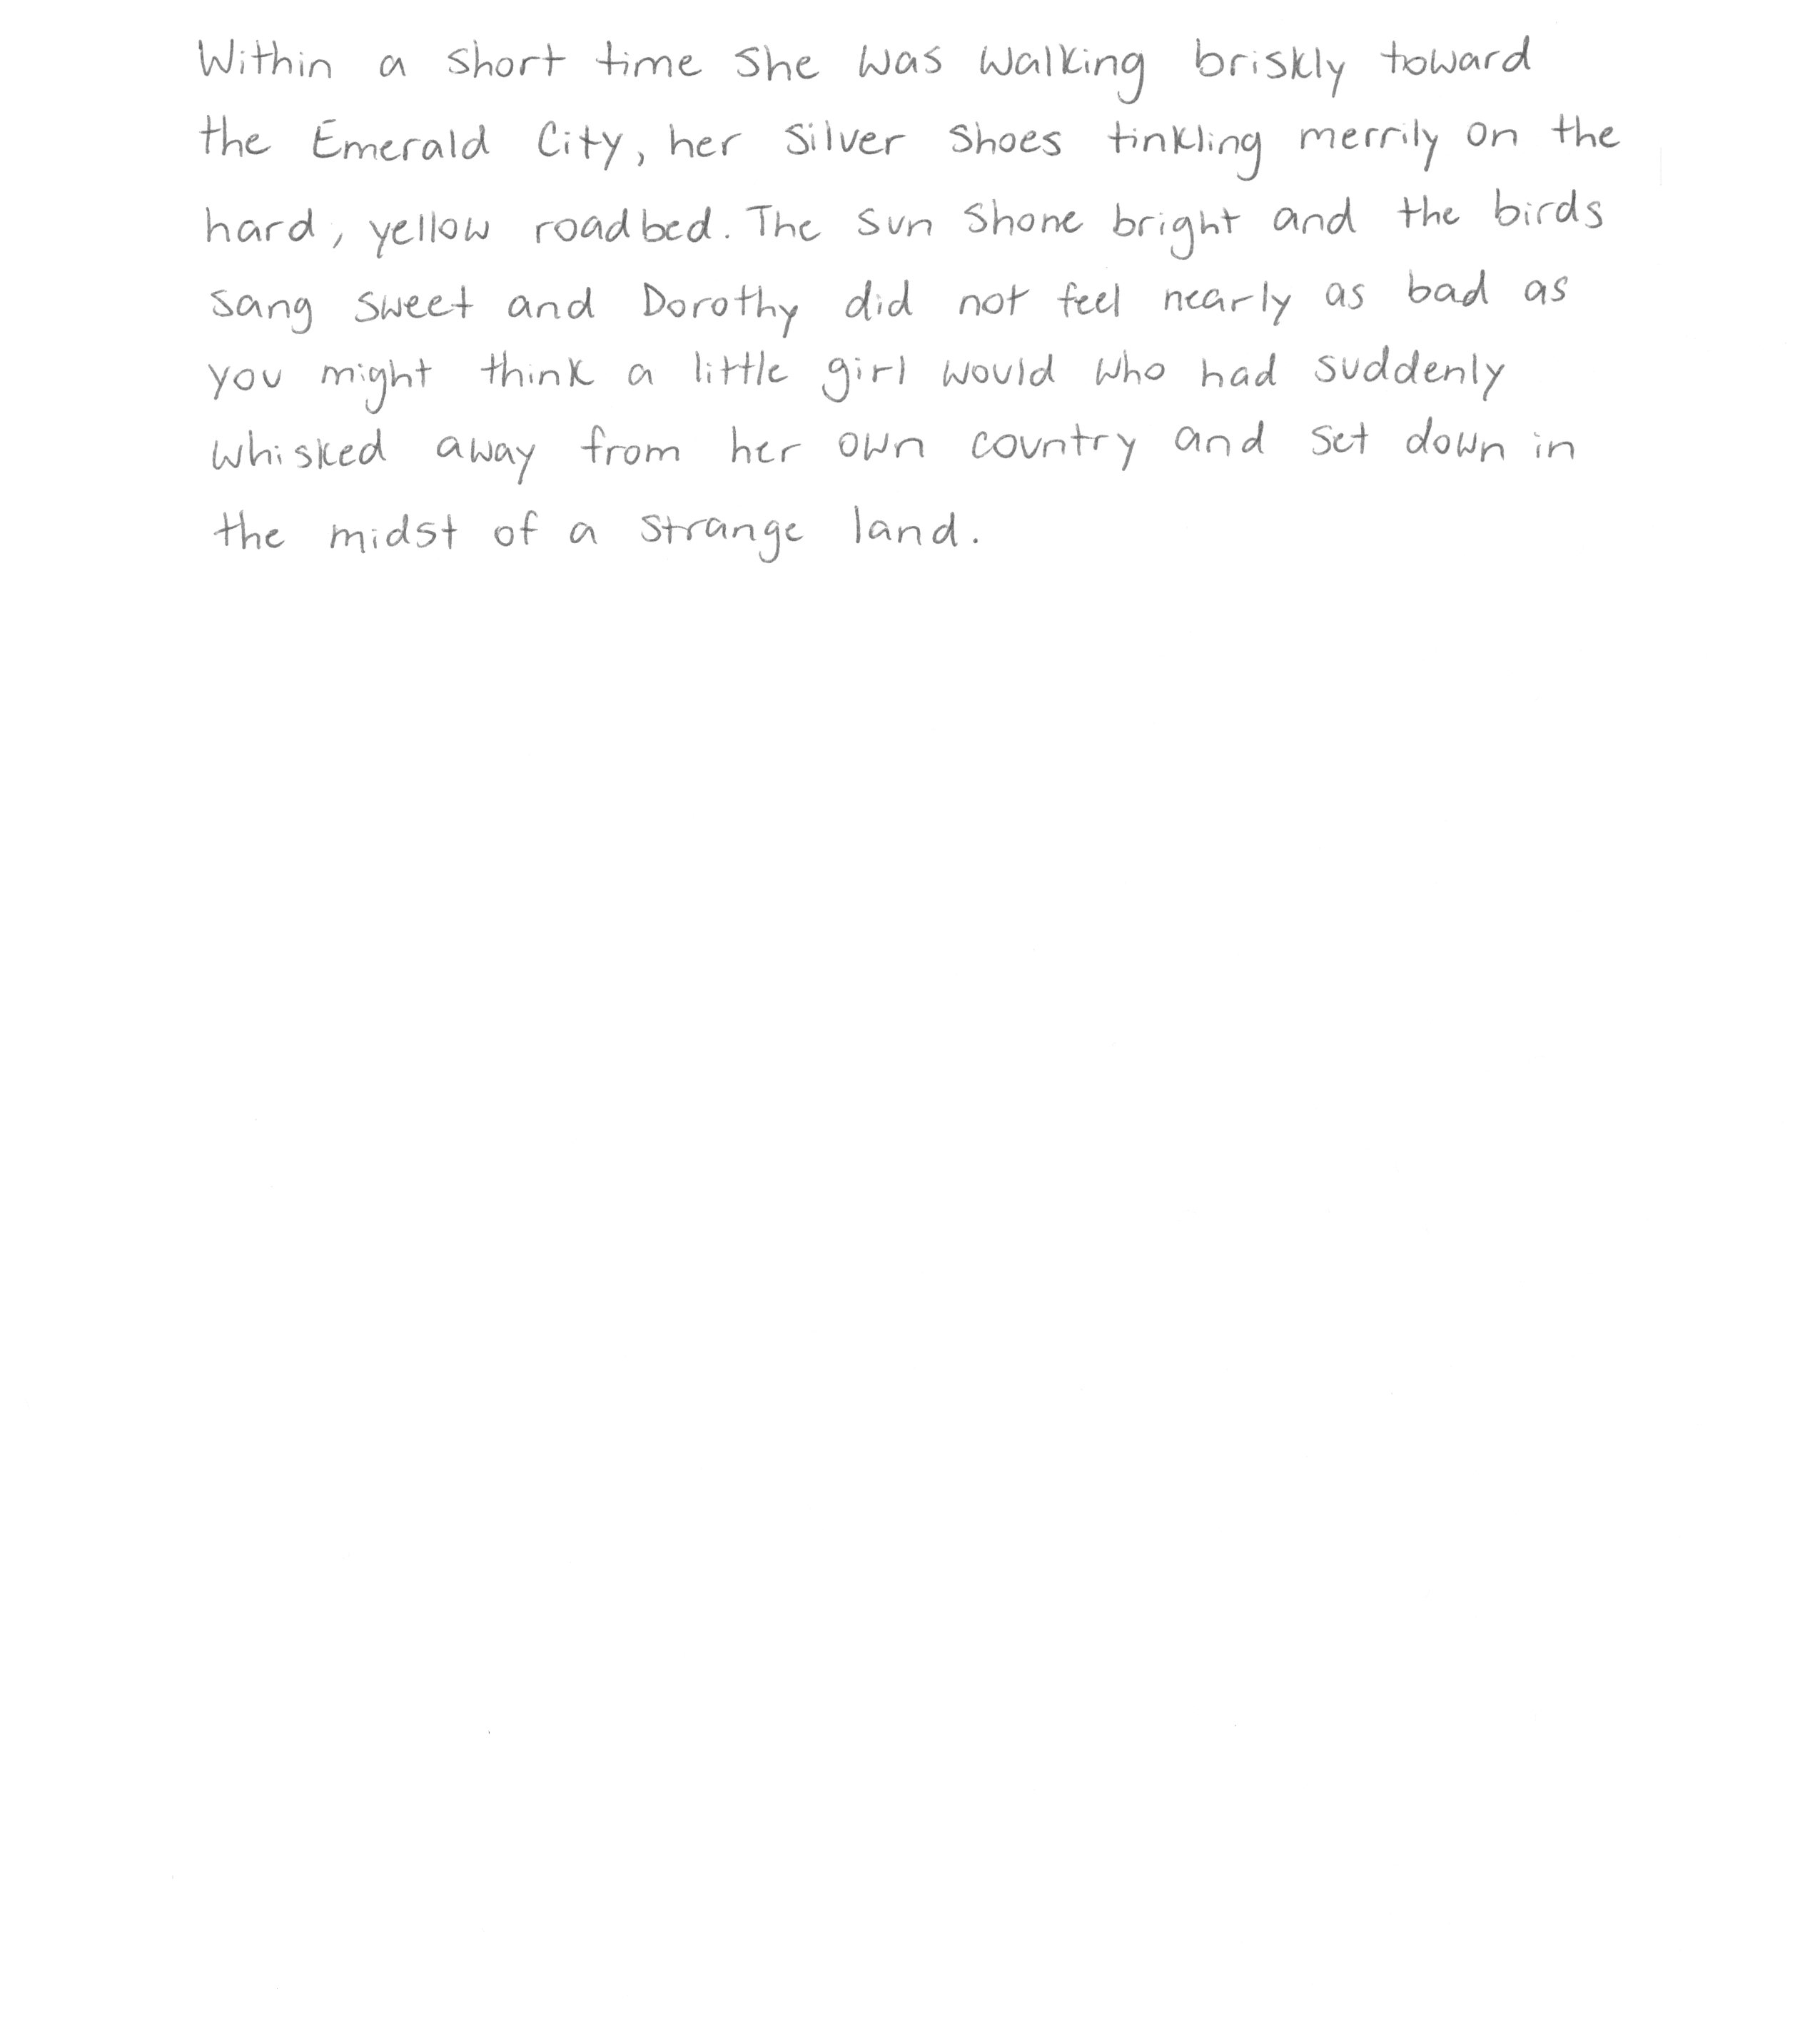 Within a short time she was walking briskly toward
the Emerald City, her silver shoes tinkling merrily on the
hard, yellow roadbed. The sun shone bright and the birds
sang sweet and Dorothy did not feel nearly as bad as
you might think a little girl would who had suddenly
whisked away from her own country and set down in
the midst of a strange land.